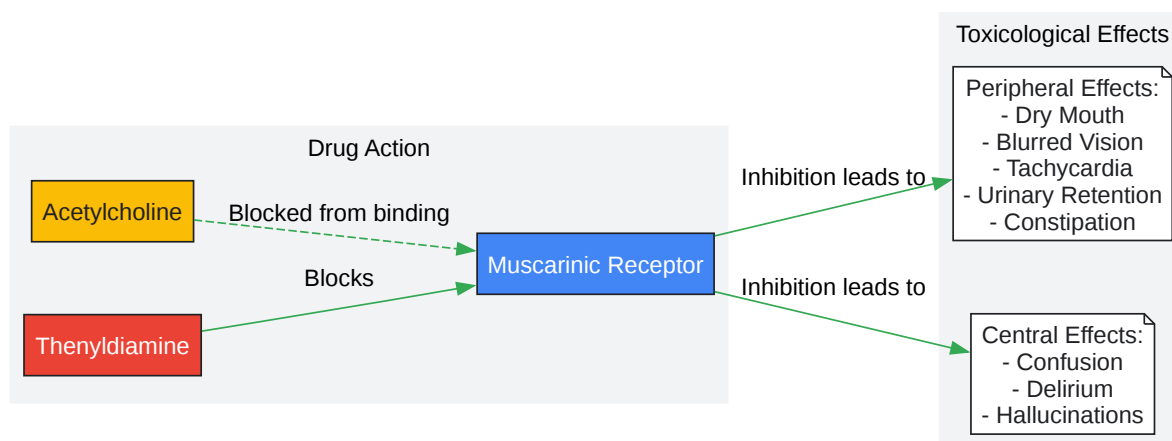 Toxicological Effects
Peripheral Effects:
- Dry Mouth
- Blurred Vision
- Tachycardia
- Urinary Retention
- Constipation
Drug Action
Inhibition leads to
Acetylcholine
Blocked from binding
Muscarinic Receptor
Blocks
Inhibition leads to
Thenyldiamine
Central Effects:
- Confusion
- Delirium
- Hallucinations